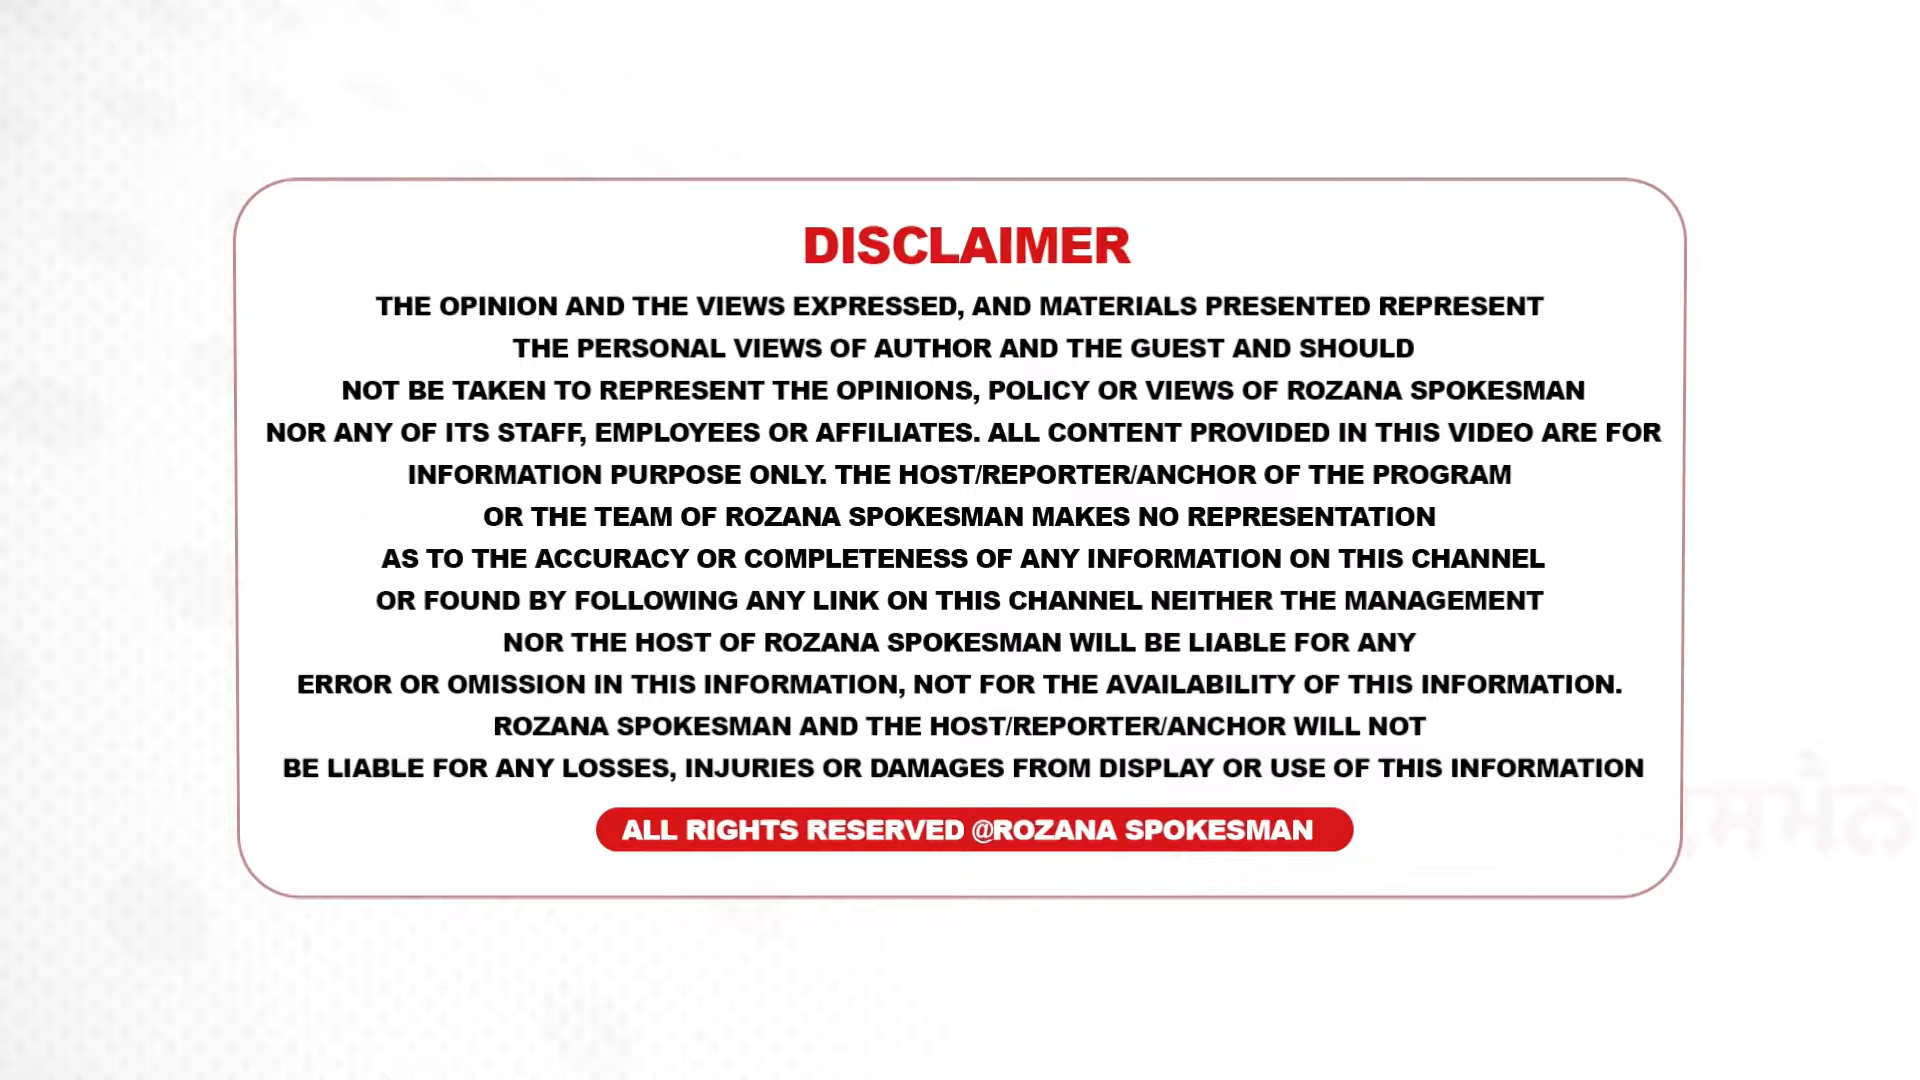 DISCLAIMER
THE OPINION AND THE VIEWS EXPRESSED, AND MATERIALS PRESENTED REPRESENT
THE PERSONAL VIEWS OF AUTHOR AND THE GUEST AND SHOULD
NOT BE TAKEN TO REPRESENT THE OPINIONS, POLICY OR VIEWS OF ROZANA SPOKESMAN
NOR ANY OF ITS STAFF, EMPLOYEES OR AFFILIATES. ALL CONTENT PROVIDED IN THIS VIDEO ARE FOR
INFORMATION PURPOSE ONLY. THE HOST/REPORTER/ANCHOR OF THE PROGRAM
OR THE TEAM OF ROZANA SPOKESMAN MAKES NO REPRESENTATION
AS TO THE ACCURACY OR COMPLETENESS OF ANY INFORMATION ON THIS CHANNEL
OR FOUND BY FOLLOWING ANY LINK ON THIS CHANNEL NEITHER THE MANAGEMENT
NOR THE HOST OF ROZANA SPOKESMAN WILL BE LIABLE FOR ANY
ERROR OR OMISSION IN THIS INFORMATION, NOT FOR THE AVAILABILITY OF THIS INFORMATION.
ROZANA SPOKESMAN AND THE HOST/REPORTER/ANCHOR WILL NOT
BE LIABLE FOR ANY LOSSES, INJURIES OR DAMAGES FROM DISPLAY OR USE OF THIS INFORMATION
ALL RIGHTS RESERVED @ROZANA SPOKESMAN